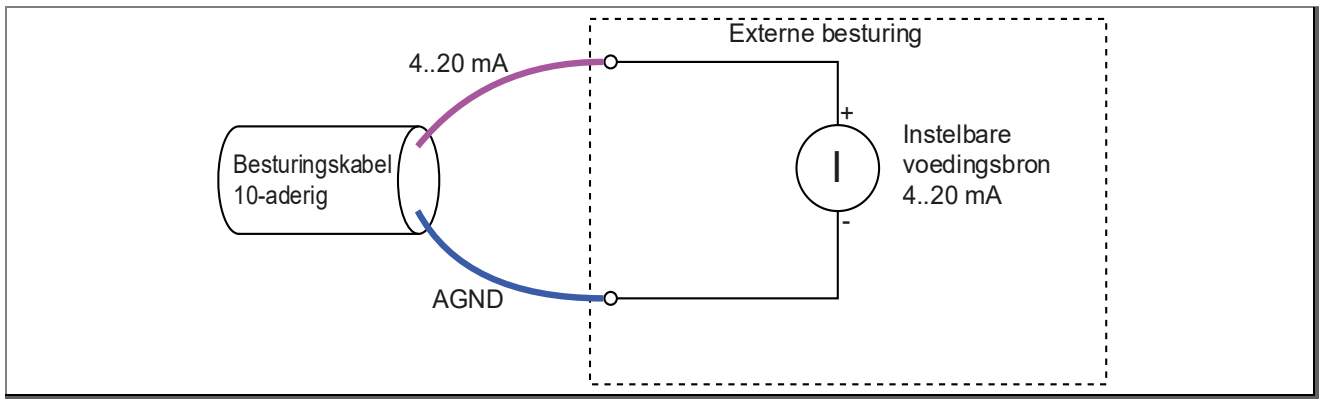 Externe besturing
4..20 mA
+
Besturingskabel
10-aderig
I
Instelbare
voedingsbron
4..20 mA
-
AGND